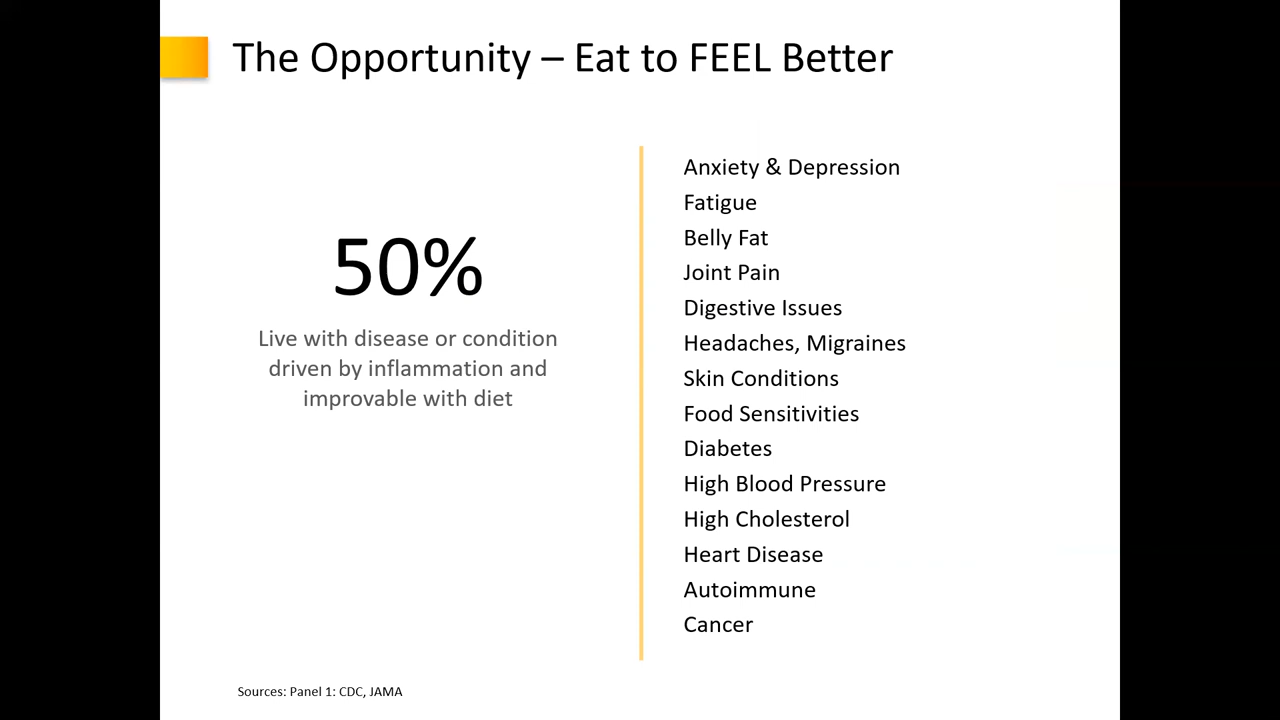 The Opportunity – Eat to FEEL Better
50%
Live with disease or condition
driven by inflammation and
improvable with diet
Anxiety & Depression
Fatigue
Belly Fat
Joint Pain
Digestive Issues
Headaches, Migraines
Skin Conditions
Food Sensitivities
Diabetes
High Blood Pressure
High Cholesterol
Heart Disease
Autoimmune
Cancer
Sources: Panel 1: CDC, JAMA